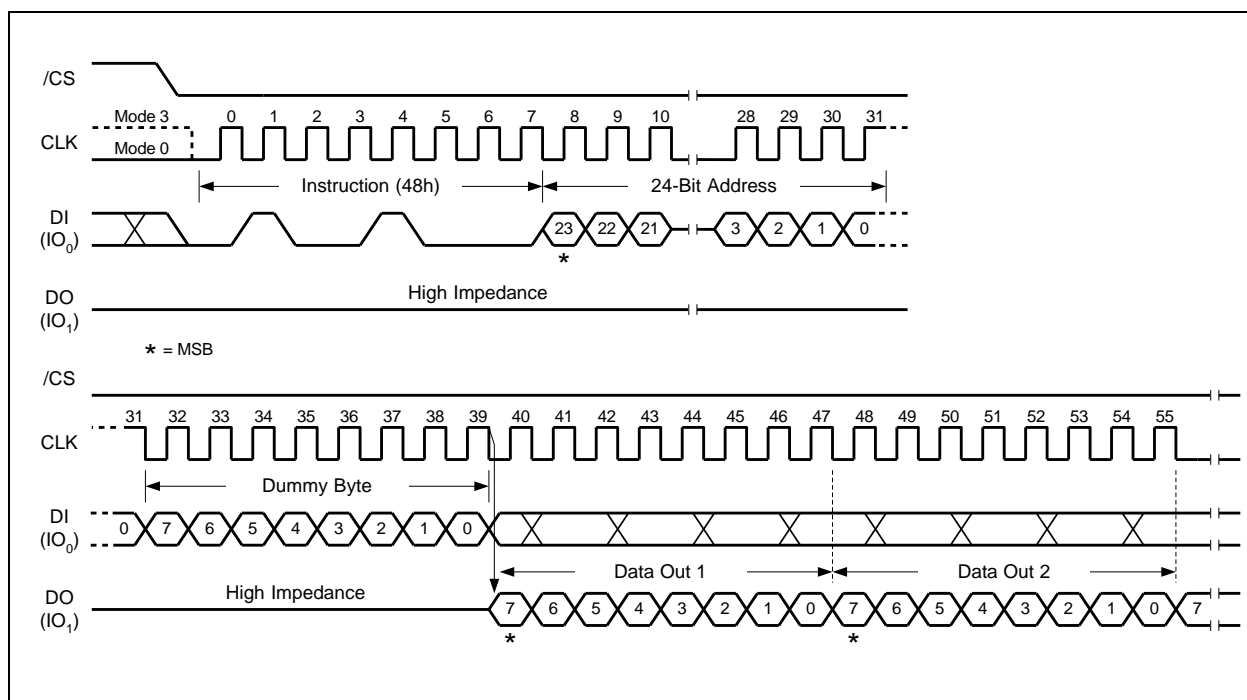 /CS
Mode 3 0 1 2 3 4 5 6 7 8 9 10 28 29 30 31
CLK
Mode 0
Instruction (48h) 24-Bit Address
DI
(IO0)
23 22 21 3 2 1 0
*
High Impedance
DO
(IO1)
* = MSB
/CS
31 32 33 34 35 36 37 38 39 40 41 42 43 44 45 46 47 48 49 50 51 52 53 54 55
CLK
Dummy Byte
DI
(IO0)
0 7 6 5 4 3 2 1 0
Data Out 1 Data Out 2
High Impedance
DO
(IO1)
7 6 5 4 3 2 1 0 7 6 5 4 3 2 1 0 7
* *